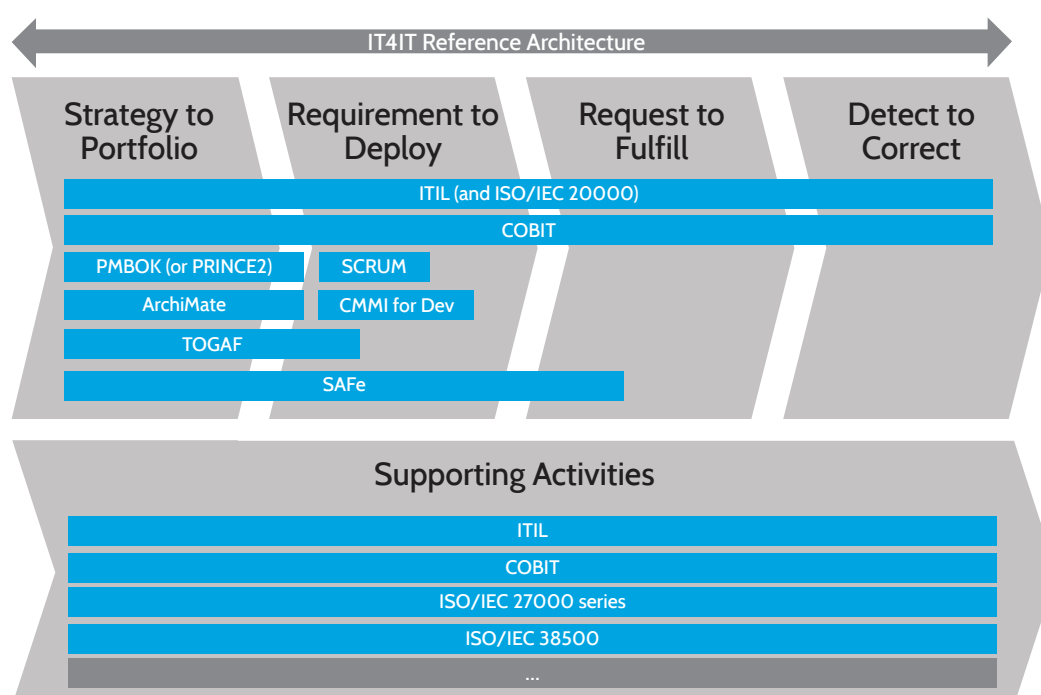 IT4IT Reference Architecture
Strategy to
Portfolio
Requirement to
Deploy
Request to
Fulfill
Detect to
Correct
ITIL (and ISO/IEC 20000)
COBIT
PMBOK (or PRINCE2)
SCRUM
ArchiMate
CMMI for Dev
TOGAF
SAFe
Supporting Activities
ITIL
COBIT
ISO/IEC 27000 series
ISO/IEC 38500
...